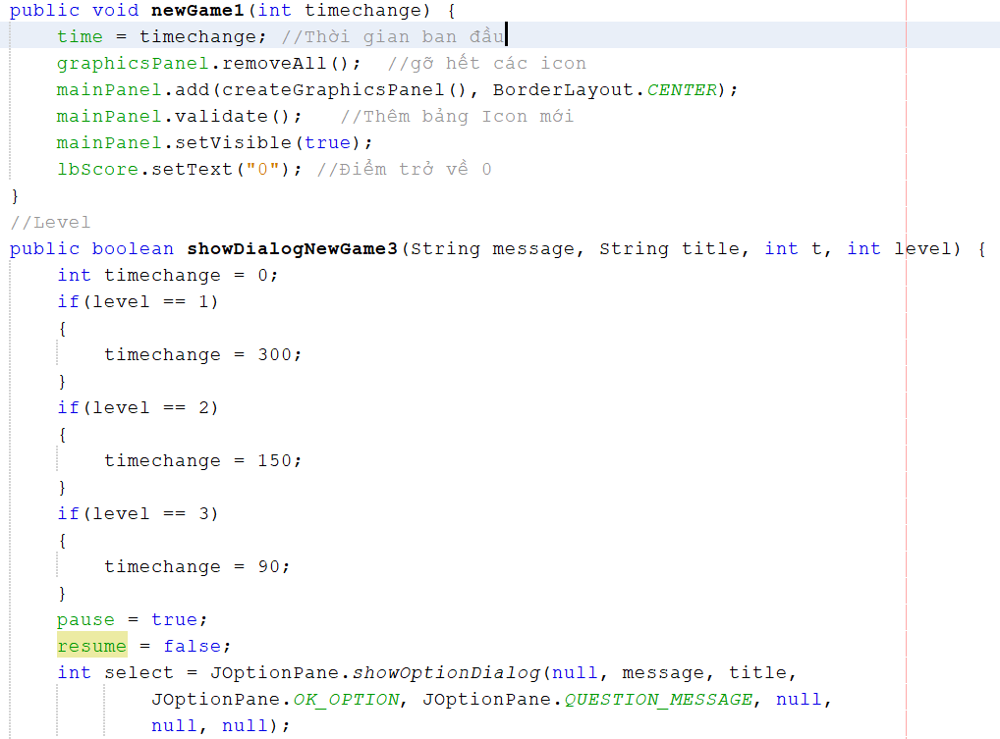 public void newGame1(int timechange) {
    time = timechange; //Thời gian ban đầu
    graphicsPanel.removeAll();  //gỡ hết các icon
    mainPanel.add(createGraphicsPanel(), BorderLayout.CENTER);
    mainPanel.validate();   //Thêm bảng Icon mới
    mainPanel.setVisible(true);
    lbScore.setText("0"); //Điểm trở về 0
}
//Level
public boolean showDialogNewGame3(String message, String title, int t, int level) {
    int timechange = 0;
    if(level == 1)
    {
        timechange = 300;
    }
    if(level == 2)
    {
        timechange = 150;
    }
    if(level == 3)
    {
        timechange = 90;
    }
    pause = true;
    resume = false;
    int select = JOptionPane.showOptionDialog(null, message, title,
            JOptionPane.OK_OPTION, JOptionPane.QUESTION_MESSAGE, null,
            null, null);